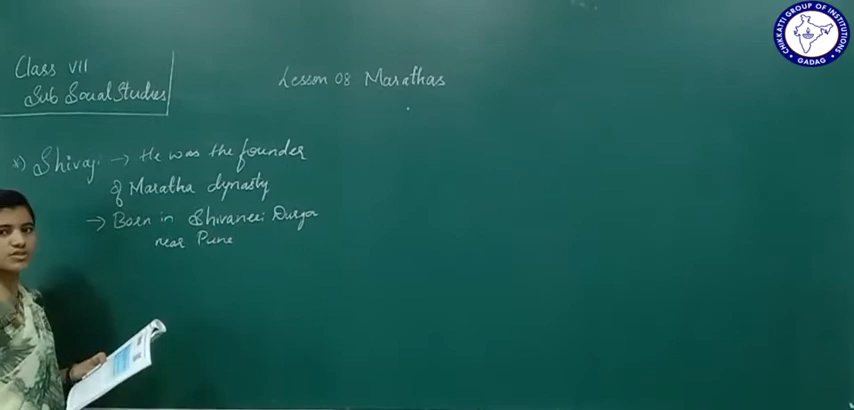 Class VII
Sub Social Studies
Lesson 08 Marathas
*) Shivaji → He was the founder
of Maratha dynasty
→ Born in Shivaneri Durga
near Pune
CHIKKATTI GROUP OF INSTITUTIONS
GADAG